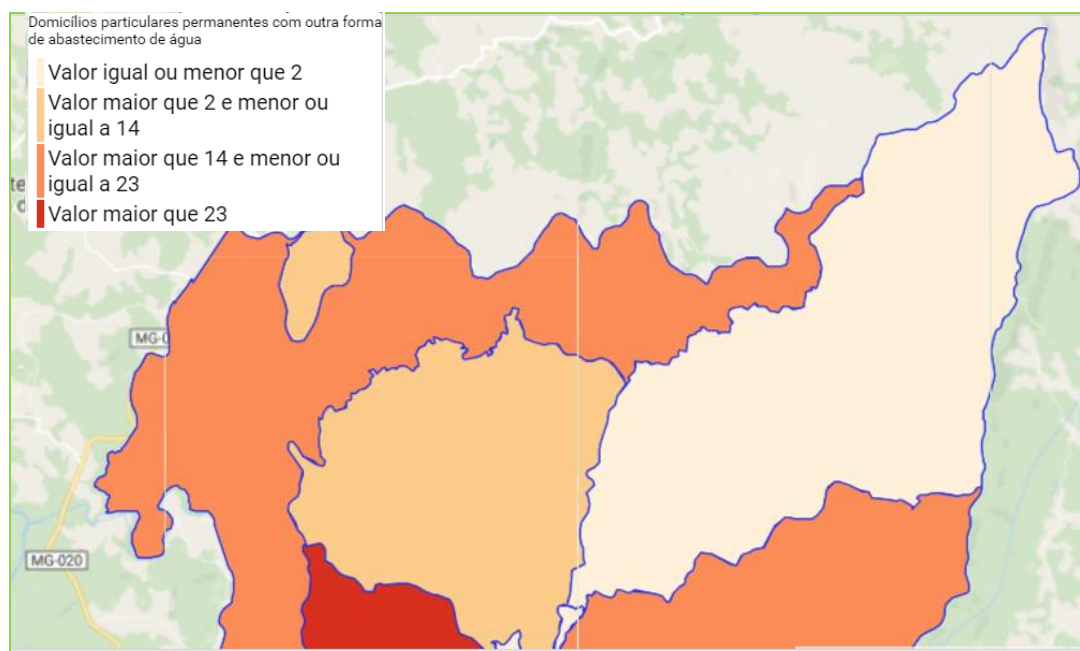 Domicílios particulares permanentes com outra forma
de abastecimento de água
Valor igual ou menor que 2
Valor maior que 2 e menor ou
igual a 14
Valor maior que 14 e menor ou
igual a 23
Valor maior que 23
MG-0
MG-020